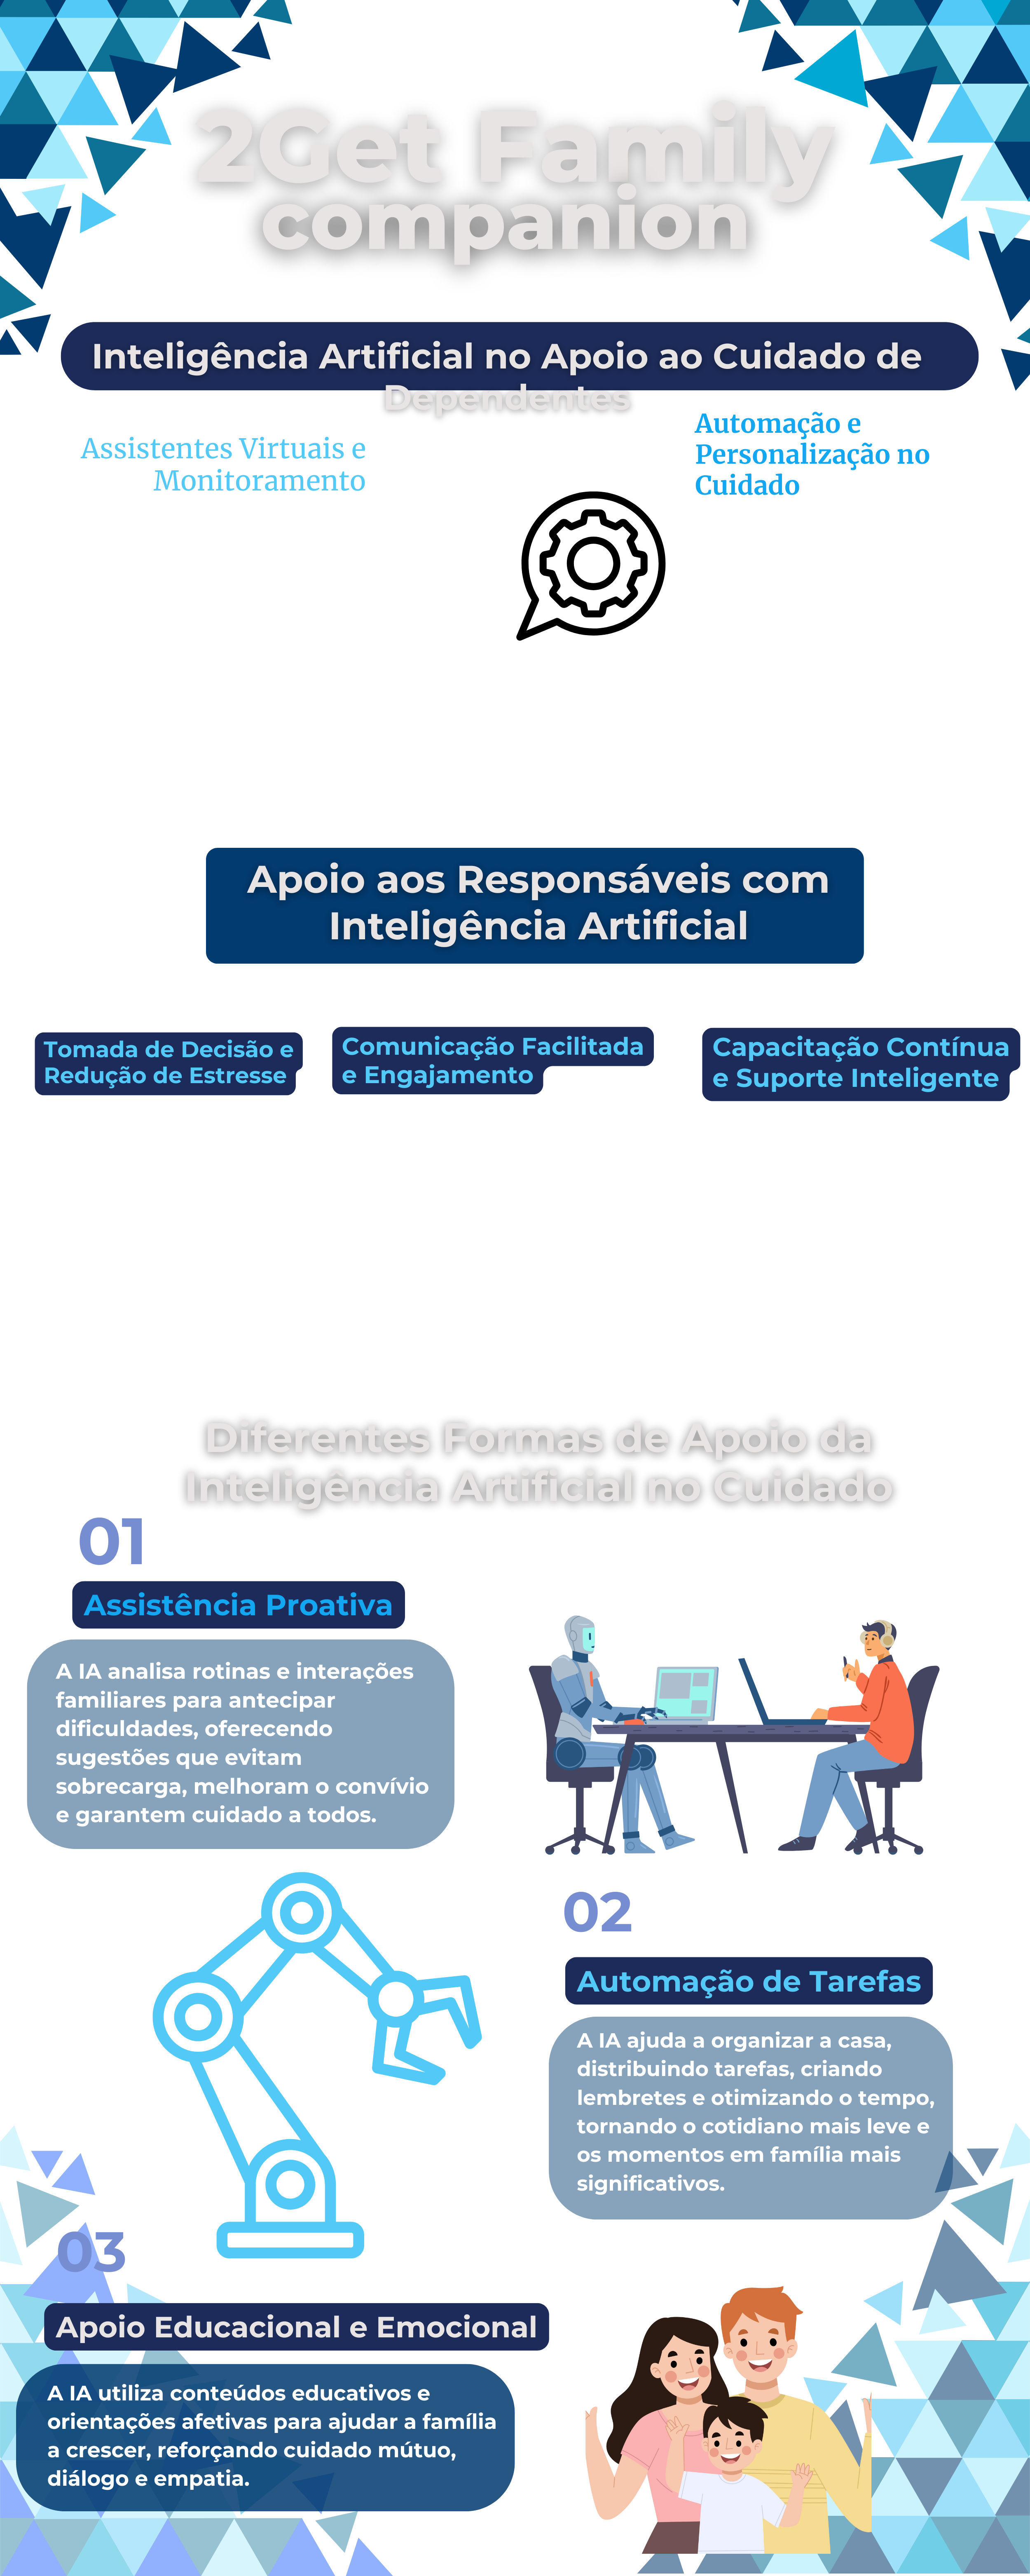 2Get Family
companion
Inteligência Artificial no Apoio ao Cuidado de
Dependentes
Assistentes Virtuais e
Monitoramento
Automação e
Personalização no
Cuidado
Apoio aos Responsáveis com
Inteligência Artificial
Tomada de Decisão e
Redução de Estresse
Comunicação Facilitada
e Engajamento
Capacitação Contínua
e Suporte Inteligente
Diferentes Formas de Apoio da
Inteligência Artificial no Cuidado
01
Assistência Proativa
A IA analisa rotinas e interações
familiares para antecipar
dificuldades, oferecendo
sugestões que evitam
sobrecarga, melhoram o convívio
e garantem cuidado a todos.
02
Automação de Tarefas
A IA ajuda a organizar a casa,
distribuindo tarefas, criando
lembretes e otimizando o tempo,
tornando o cotidiano mais leve e
os momentos em família mais
significativos.
03
Apoio Educacional e Emocional
A IA utiliza conteúdos educativos e
orientações afetivas para ajudar a família
a crescer, reforçando cuidado mútuo,
diálogo e empatia.